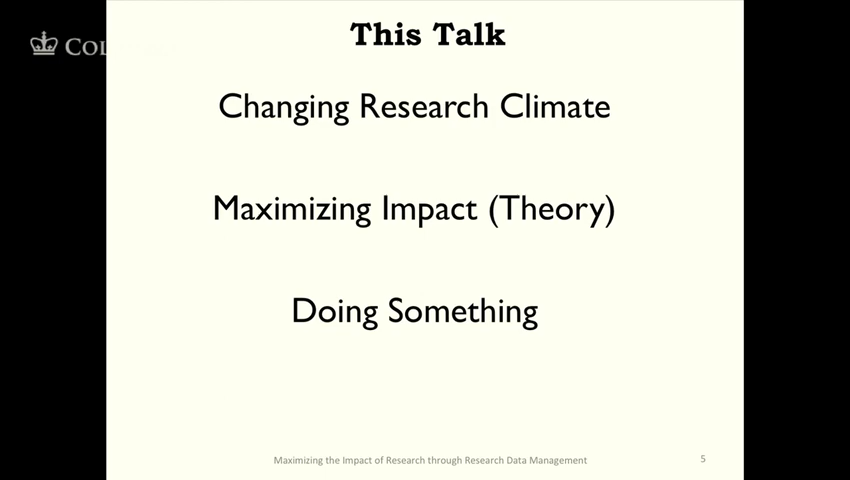 This Talk
Changing Research Climate
Maximizing Impact (Theory)
Doing Something
Maximizing the Impact of Research through Research Data Management
5